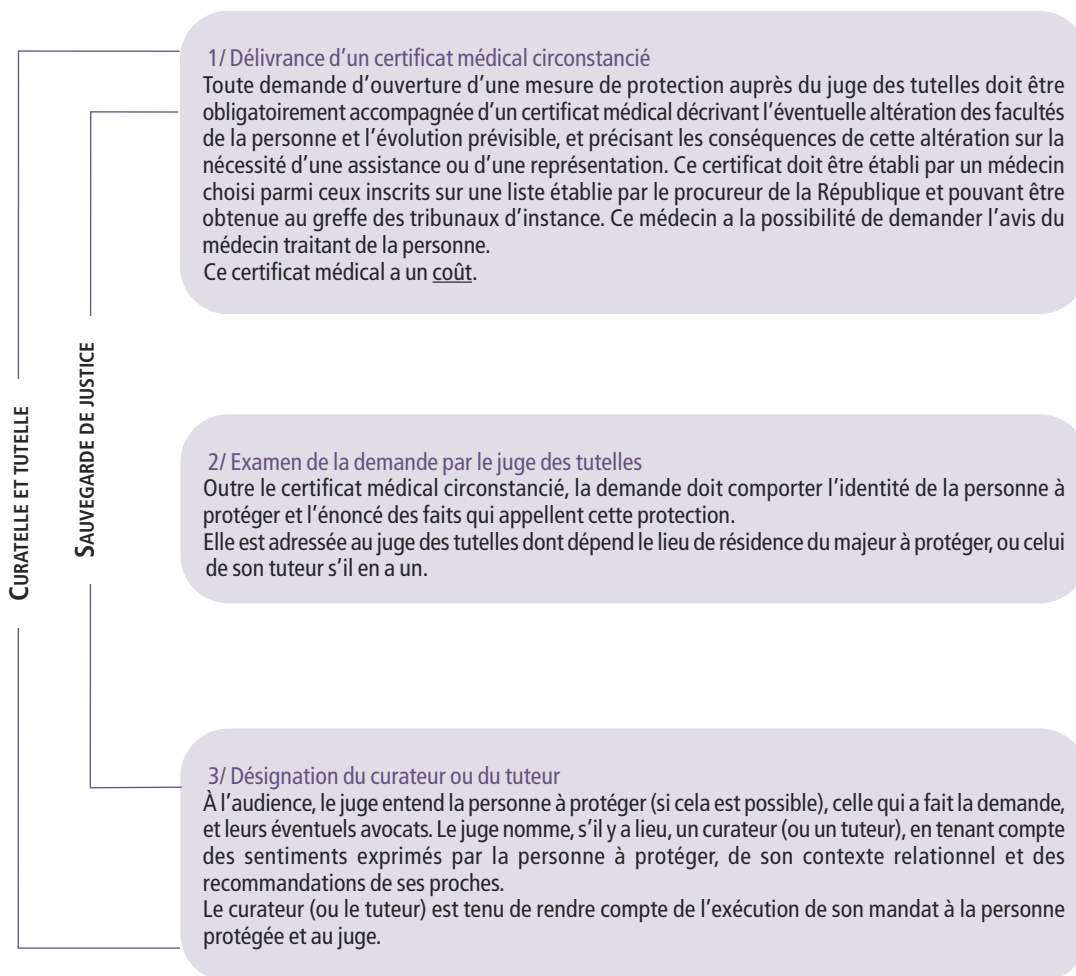 1/ Délivrance d’un certificat médical circonstancié
Toute demande d’ouverture d’une mesure de protection auprès du juge des tutelles doit être
obligatoirement accompagnée d’un certificat médical décrivant l’éventuelle altération des facultés
de la personne et l’évolution prévisible, et précisant les conséquences de cette altération sur la
nécessité d’une assistance ou d’une représentation. Ce certificat doit être établi par un médecin
choisi parmi ceux inscrits sur une liste établie par le procureur de la République et pouvant être
obtenue au greffe des tribunaux d’instance. Ce médecin a la possibilité de demander l’avis du
médecin traitant de la personne.
Ce certificat médical a un coût.
CURATELLE ET TUTELLE
SAUVEGARDE DE JUSTICE
2/ Examen de la demande par le juge des tutelles
Outre le certificat médical circonstancié, la demande doit comporter l’identité de la personne à
protéger et l’énoncé des faits qui appellent cette protection.
Elle est adressée au juge des tutelles dont dépend le lieu de résidence du majeur à protéger, ou celui
de son tuteur s’il en a un.
3/ Désignation du curateur ou du tuteur
À l’audience, le juge entend la personne à protéger (si cela est possible), celle qui a fait la demande,
et leurs éventuels avocats. Le juge nomme, s’il y a lieu, un curateur (ou un tuteur), en tenant compte
des sentiments exprimés par la personne à protéger, de son contexte relationnel et des
recommandations de ses proches.
Le curateur (ou le tuteur) est tenu de rendre compte de l’exécution de son mandat à la personne
protégée et au juge.